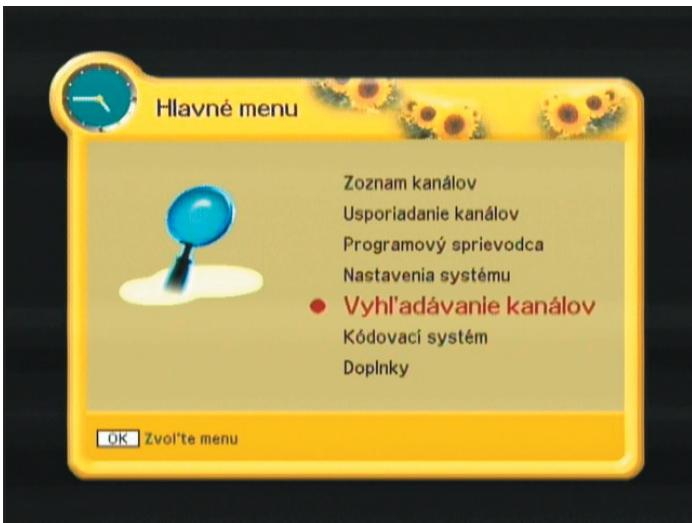 Hlavné menu
Zoznam kanálov
Usporiadanie kanálov
Programový sprievodca
Nastavenia systému
Vyhľadávanie kanálov
Kódovací systém
Doplnky
OK Zvoľte menu